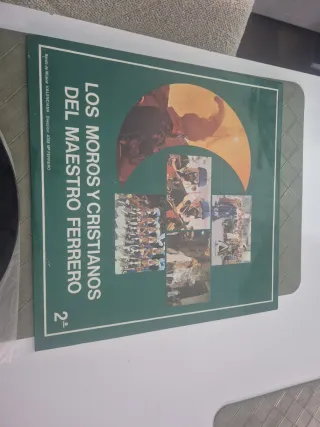 LOS MOROS Y CRISTIANOS
DEL MAESTRO FERRERO
2ª